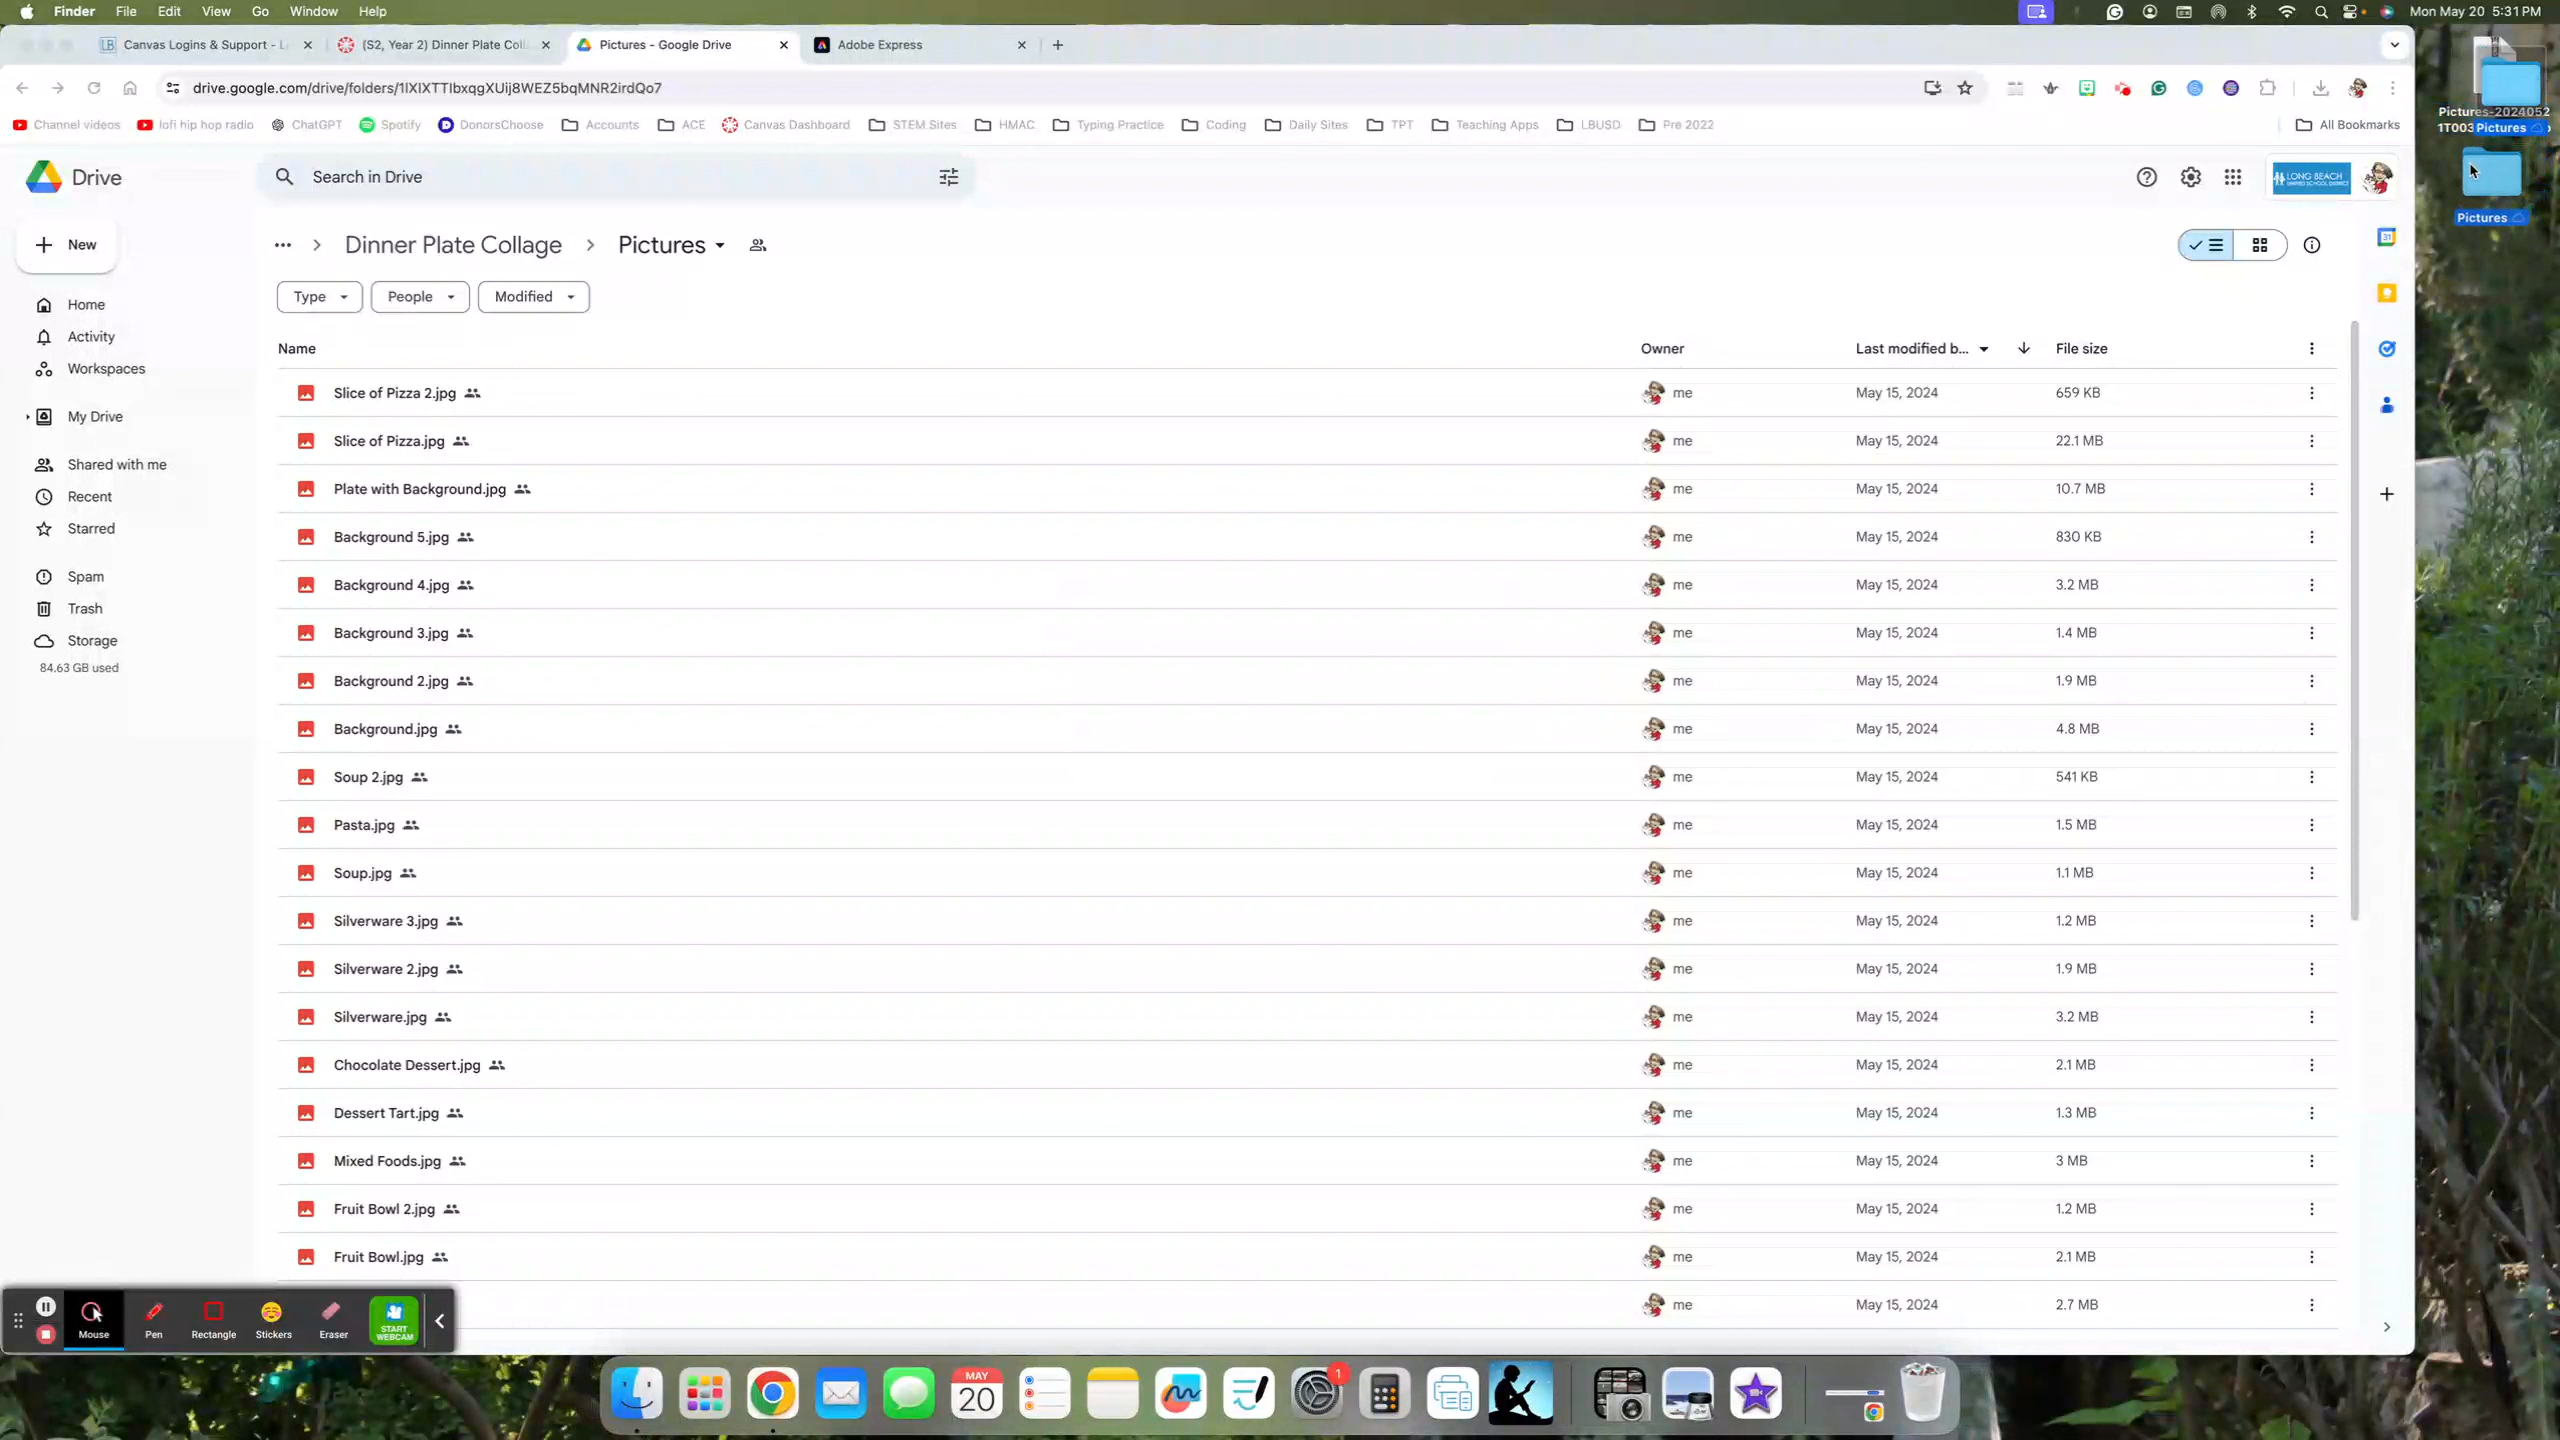 Finder File Edit View Go Window Help Mon May 20 5:31 PM
Canvas Logins & Support - L (S2, Year 2) Dinner Plate Coll Pictures - Google Drive Adobe Express
drive.google.com/drive/folders/1lXIXTTIbxqgXUij8WEZ5bqMNR2irdQo7
Channel videos lofi hip hop radio ChatGPT Spotify DonorsChoose Accounts ACE Canvas Dashboard STEM Sites HMAC Typing Practice Coding Daily Sites TPT Teaching Apps LBUSD Pre 2022 All Bookmarks
Pictures-2024052
1T003 Pictures
Pictures
Drive Search in Drive LONG BEACH
UNIFIED SCHOOL DISTRICT
New
Dinner Plate Collage Pictures
Type People Modified
Home
Activity
Workspaces
My Drive
Shared with me
Recent
Starred
Spam
Trash
Storage
84.63 GB used
Name Owner Last modified b... File size
Slice of Pizza 2.jpg me May 15, 2024 659 KB
Slice of Pizza.jpg me May 15, 2024 22.1 MB
Plate with Background.jpg me May 15, 2024 10.7 MB
Background 5.jpg me May 15, 2024 830 KB
Background 4.jpg me May 15, 2024 3.2 MB
Background 3.jpg me May 15, 2024 1.4 MB
Background 2.jpg me May 15, 2024 1.9 MB
Background.jpg me May 15, 2024 4.8 MB
Soup 2.jpg me May 15, 2024 541 KB
Pasta.jpg me May 15, 2024 1.5 MB
Soup.jpg me May 15, 2024 1.1 MB
Silverware 3.jpg me May 15, 2024 1.2 MB
Silverware 2.jpg me May 15, 2024 1.9 MB
Silverware.jpg me May 15, 2024 3.2 MB
Chocolate Dessert.jpg me May 15, 2024 2.1 MB
Dessert Tart.jpg me May 15, 2024 1.3 MB
Mixed Foods.jpg me May 15, 2024 3 MB
Fruit Bowl 2.jpg me May 15, 2024 1.2 MB
Fruit Bowl.jpg me May 15, 2024 2.1 MB
me May 15, 2024 2.7 MB
Mouse Pen Rectangle Stickers Eraser START
WEBCAM
MAY
20
1
31